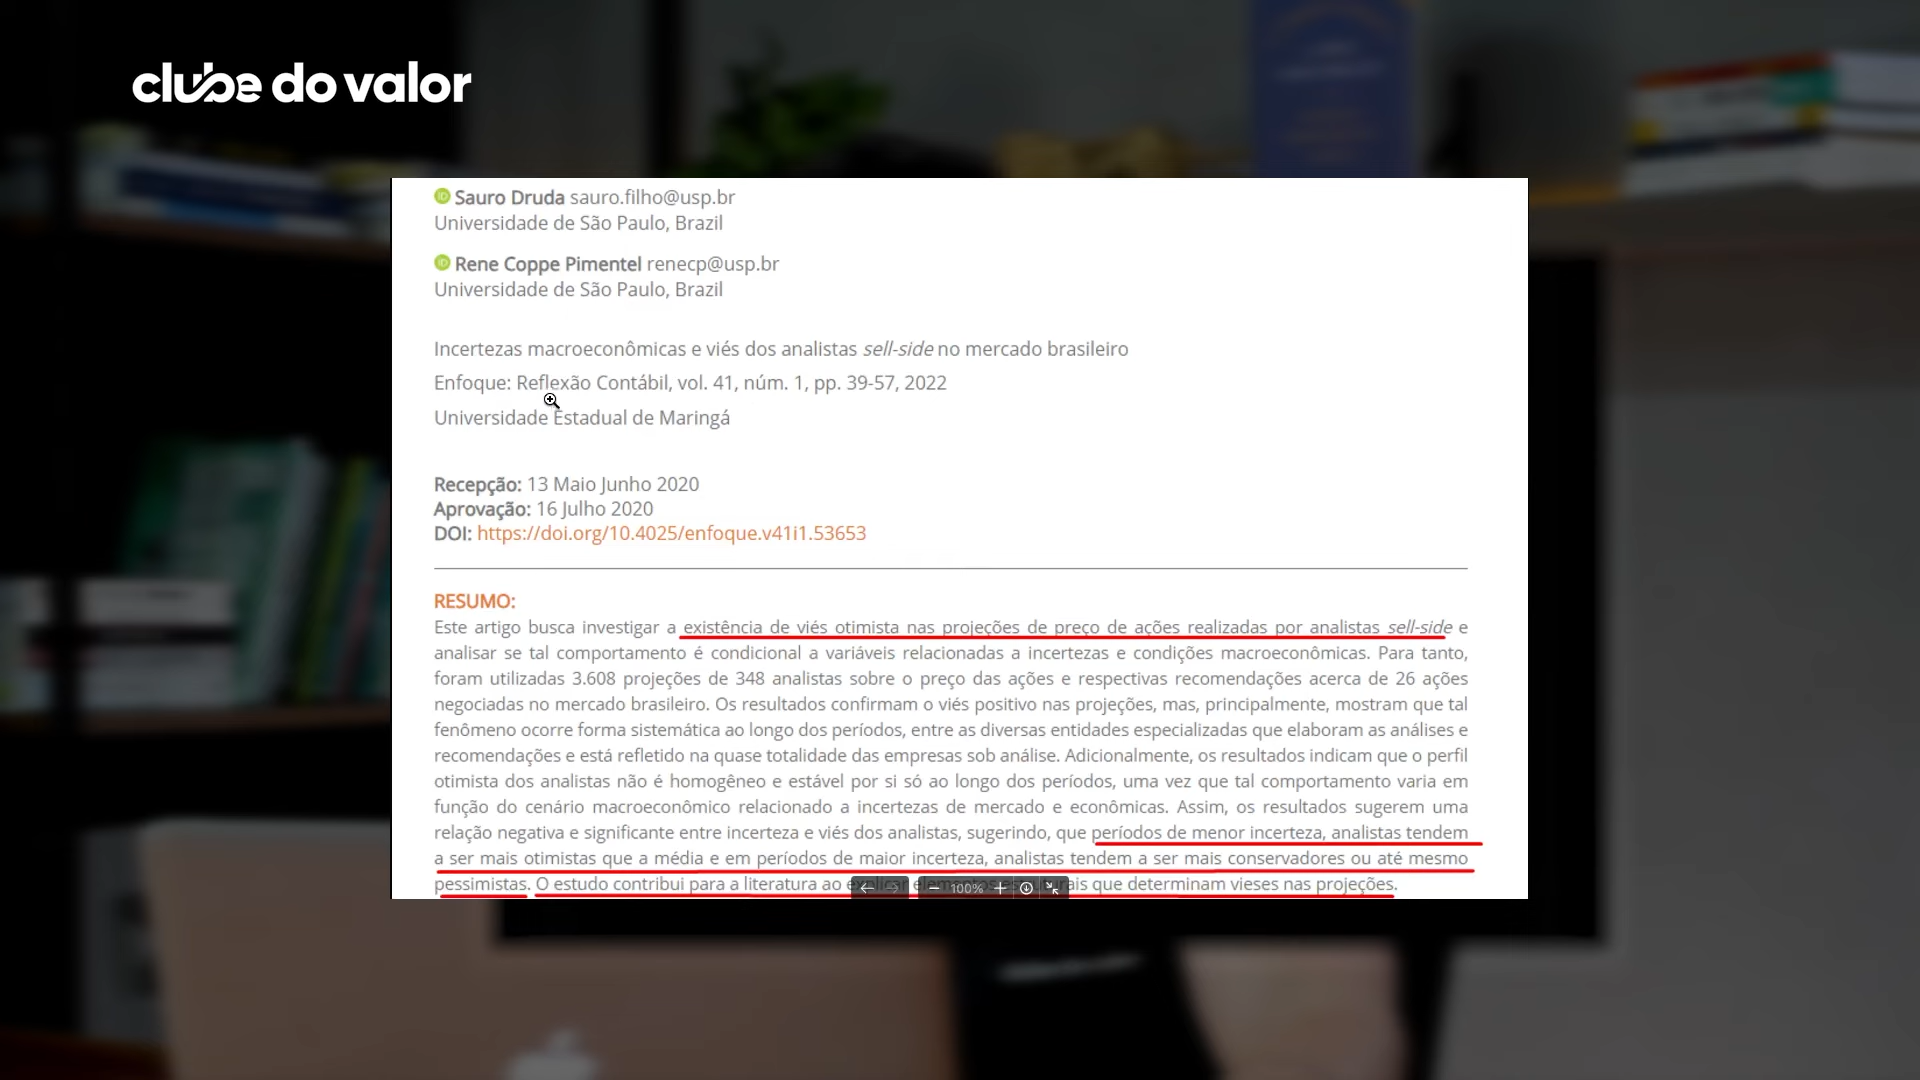 clube do valor
Sauro Druda sauro.filho@usp.br
Universidade de São Paulo, Brazil
Rene Coppe Pimentel renecp@usp.br
Universidade de São Paulo, Brazil
Incertezas macroeconômicas e viés dos analistas sell-side no mercado brasileiro
Enfoque: Reflexão Contábil, vol. 41, núm. 1, pp. 39-57, 2022
Universidade Estadual de Maringá
Recepção: 13 Maio Junho 2020
Aprovação: 16 Julho 2020
DOI: https://doi.org/10.4025/enfoque.v41i1.53653
RESUMO:
Este artigo busca investigar a existência de viés otimista nas projeções de preço de ações realizadas por analistas sell-side e
analisar se tal comportamento é condicional a variáveis relacionadas a incertezas e condições macroeconômicas. Para tanto,
foram utilizadas 3.608 projeções de 348 analistas sobre o preço das ações e respectivas recomendações acerca de 26 ações
negociadas no mercado brasileiro. Os resultados confirmam o viés positivo nas projeções, mas, principalmente, mostram que tal
fenômeno ocorre forma sistemática ao longo dos períodos, entre as diversas entidades especializadas que elaboram as análises e
recomendações e está refletido na quase totalidade das empresas sob análise. Adicionalmente, os resultados indicam que o perfil
otimista dos analistas não é homogêneo e estável por si só ao longo dos períodos, uma vez que tal comportamento varia em
função do cenário macroeconômico relacionado a incertezas de mercado e econômicas. Assim, os resultados sugerem uma
relação negativa e significante entre incerteza e viés dos analistas, sugerindo, que períodos de menor incerteza, analistas tendem
a ser mais otimistas que a média e em períodos de maior incerteza, analistas tendem a ser mais conservadores ou até mesmo
pessimistas. O estudo contribui para a literatura ao explicar elementos estruturais que determinam vieses nas projeções.
100%